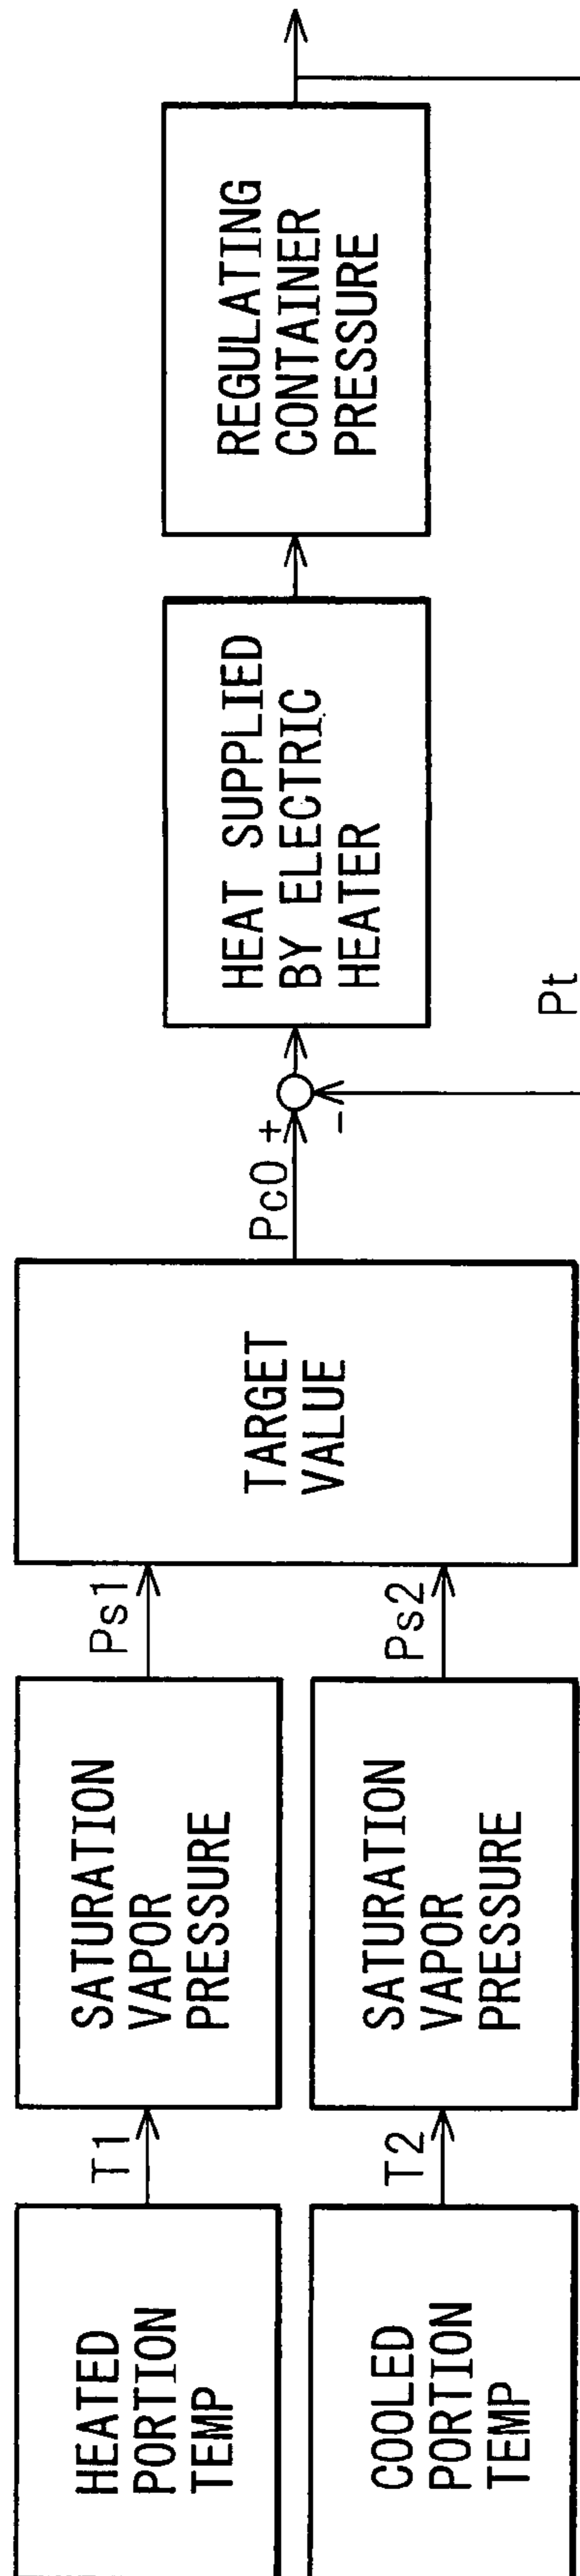 HEATED
PORTION
TEMP
T1
SATURATION
VAPOR
PRESSURE
Ps1
COOLED
PORTION
TEMP
T2
SATURATION
VAPOR
PRESSURE
Ps2
TARGET
VALUE
Pc0
+
-
HEAT SUPPLIED
BY ELECTRIC
HEATER
REGULATING
CONTAINER
PRESSURE
Pt